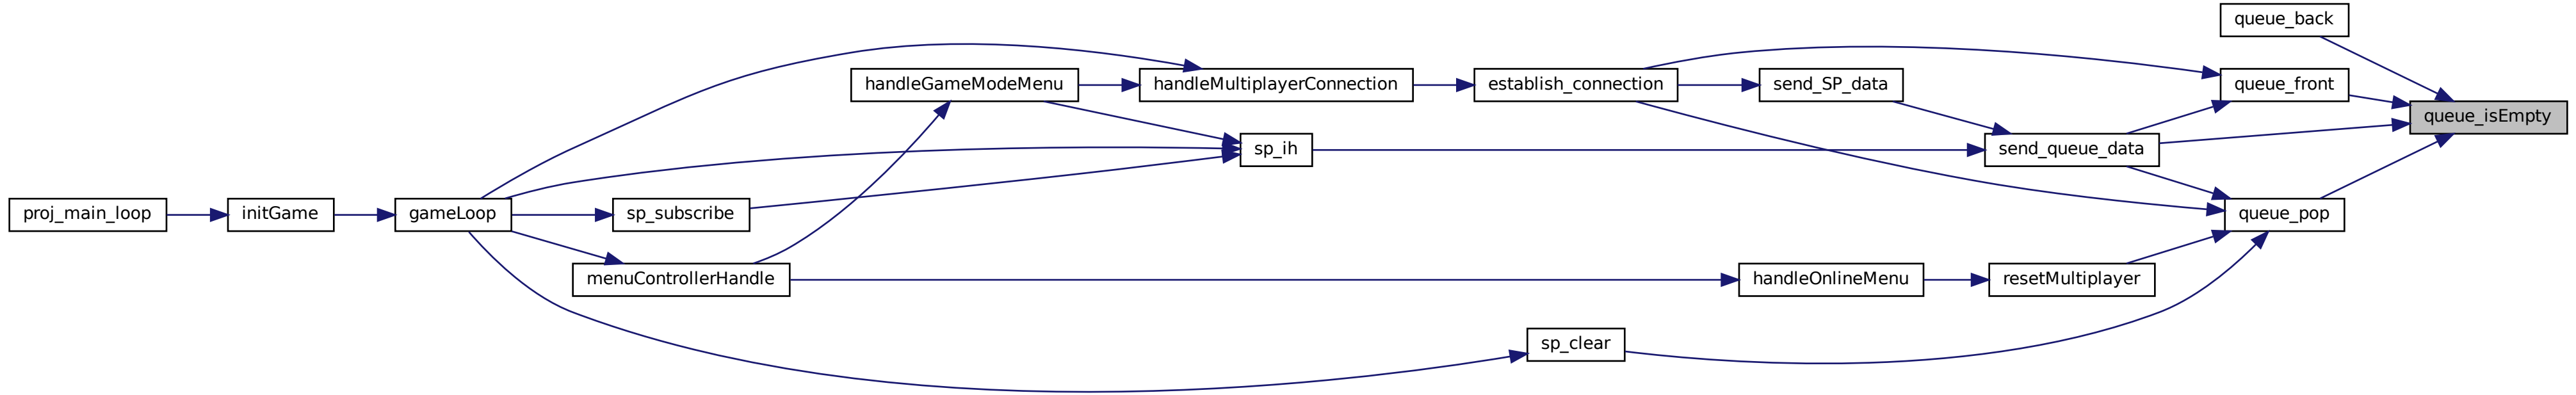 queue_back
handleGameModeMenu
handleMultiplayerConnection
establish_connection
send_SP_data
queue_front
queue_isEmpty
sp_ih
send_queue_data
proj_main_loop
initGame
gameLoop
sp_subscribe
queue_pop
menuControllerHandle
handleOnlineMenu
resetMultiplayer
sp_clear